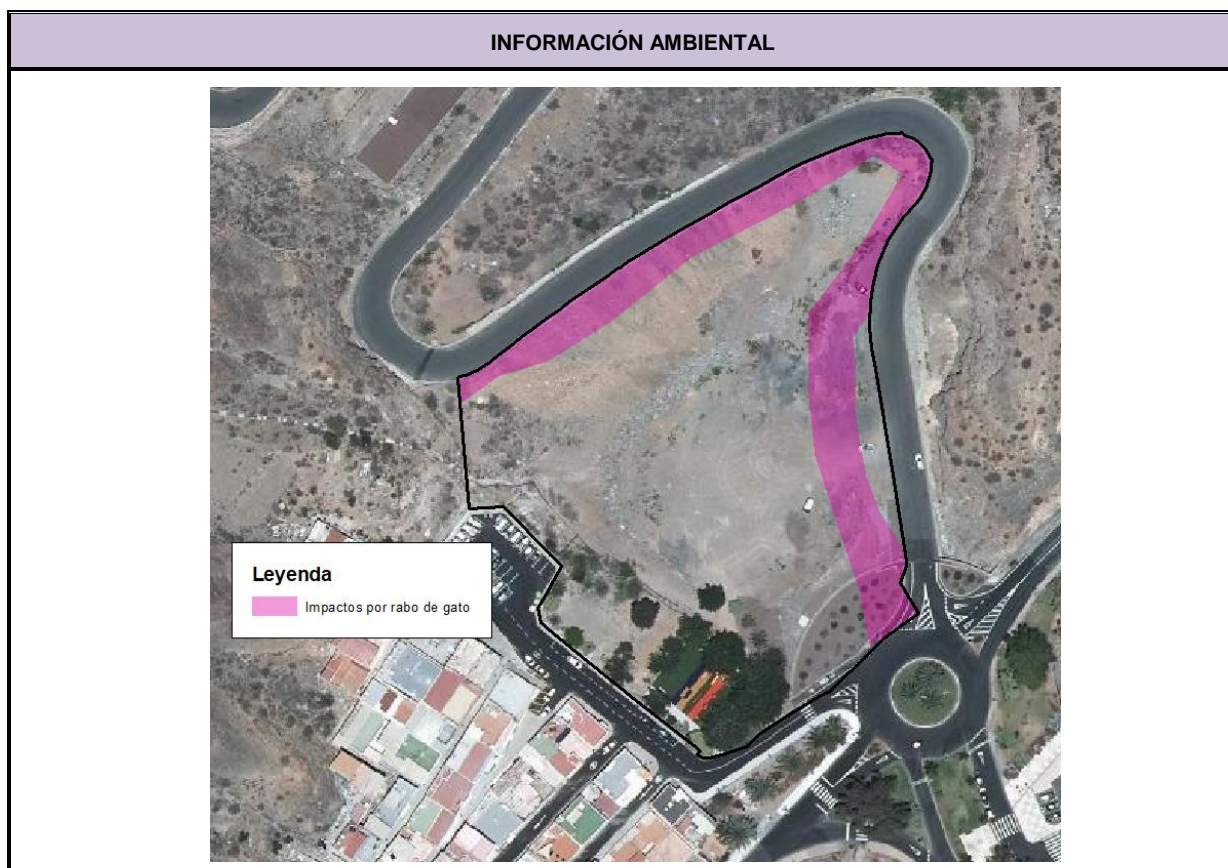 INFORMACIÓN AMBIENTAL
Leyenda
Impactos por rabo de gato